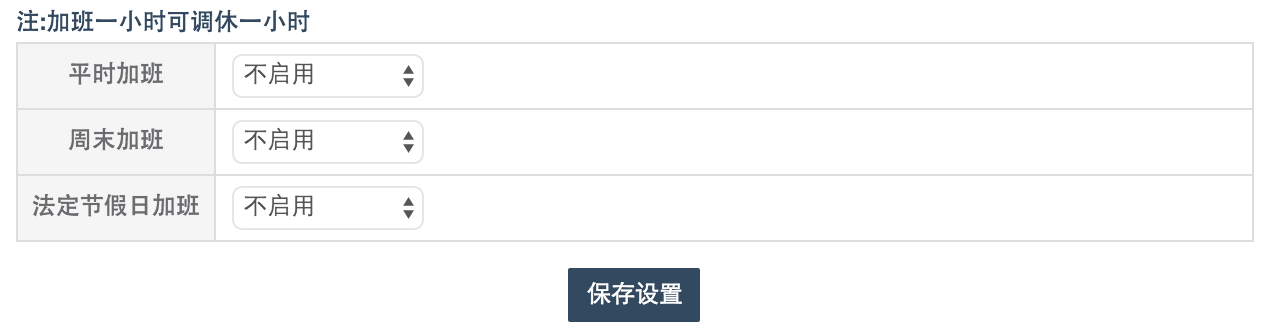 注:加班一小时可调休一小时
平时加班 不启用
周末加班 不启用
法定节假日加班 不启用
保存设置